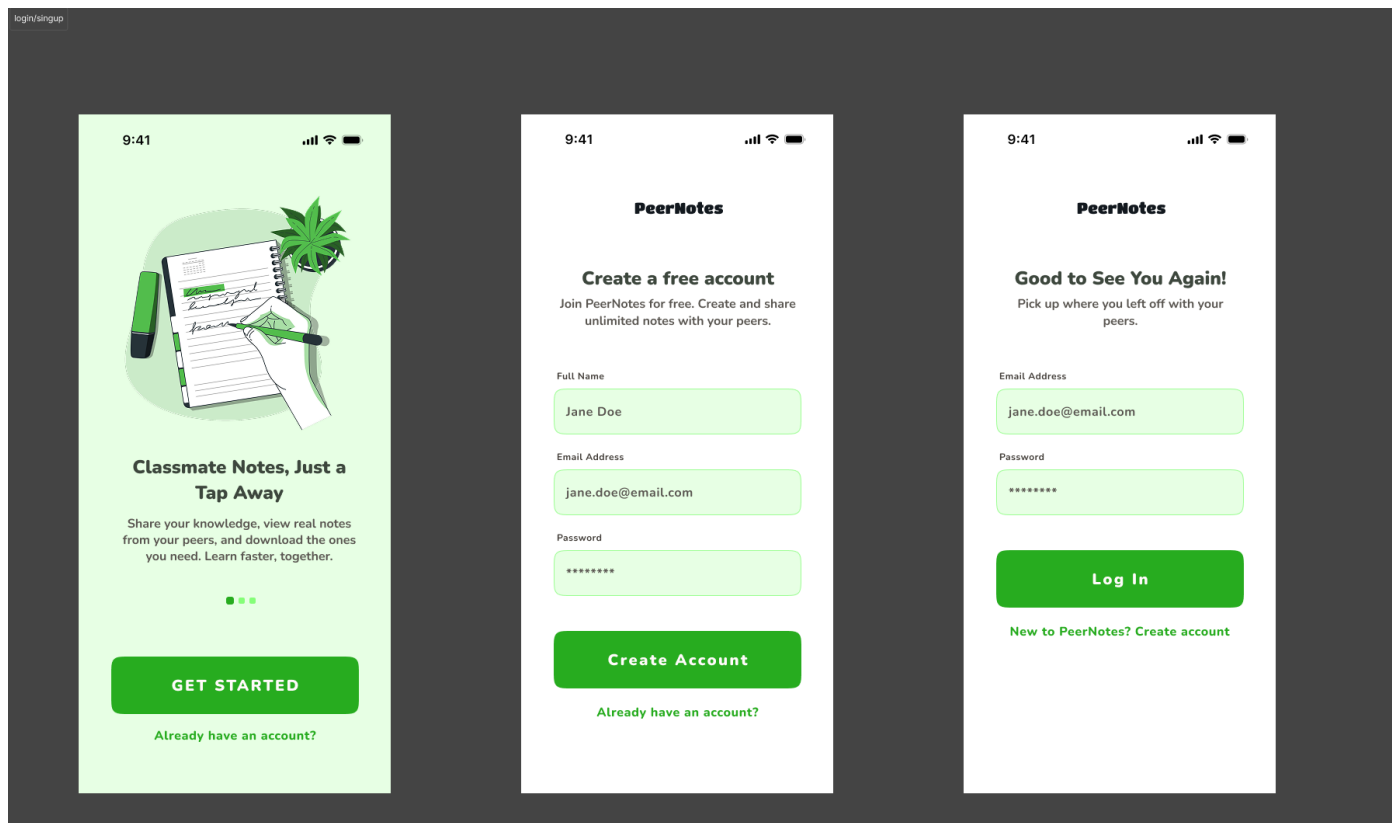 login/singup
9:41
Classmate Notes, Just a
Tap Away
Share your knowledge, view real notes
from your peers, and download the ones
you need. Learn faster, together.
GET STARTED
Already have an account?
9:41
PeerNotes
Create a free account
Join PeerNotes for free. Create and share
unlimited notes with your peers.
Full Name
Jane Doe
Email Address
jane.doe@email.com
Password
********
Create Account
Already have an account?
9:41
PeerNotes
Good to See You Again!
Pick up where you left off with your
peers.
Email Address
jane.doe@email.com
Password
********
Log In
New to PeerNotes? Create account